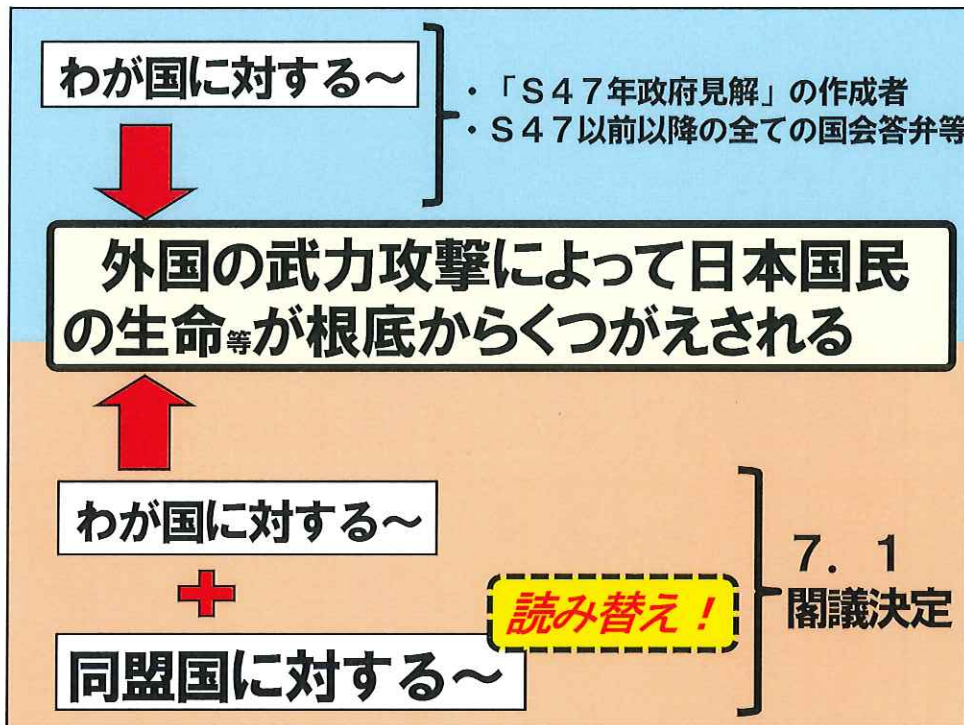 わが国に対する～
・「Ｓ４７年政府見解」の作成者
・Ｓ４７以前以降の全ての国会答弁等
外国の武力攻撃によって日本国民
の生命等が根底からくつがえされる
わが国に対する～
＋
同盟国に対する～
読み替え！
７．１
閣議決定